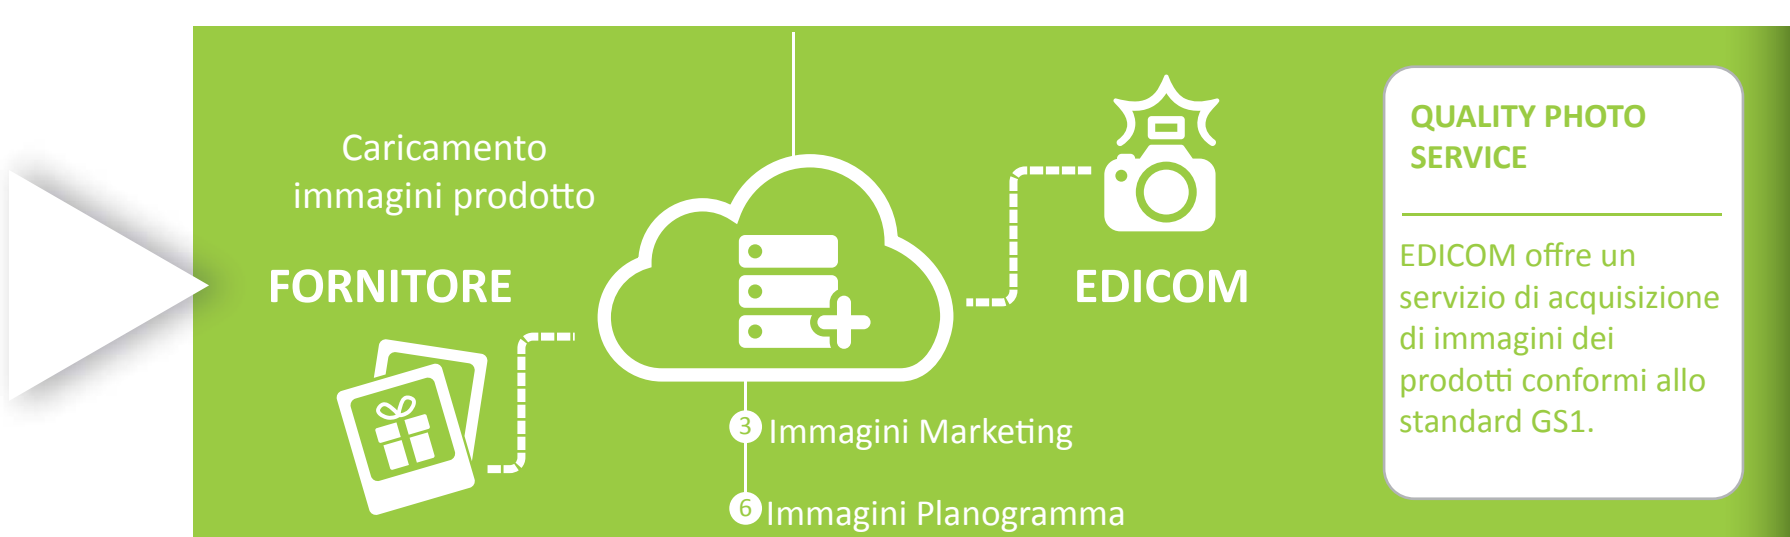 Caricamento
immagini prodotto
FORNITORE
EDICOM
3 Immagini Marketing
6 Immagini Planogramma
QUALITY PHOTO
SERVICE
EDICOM offre un
servizio di acquisizione
di immagini dei
prodotti conformi allo
standard GS1.